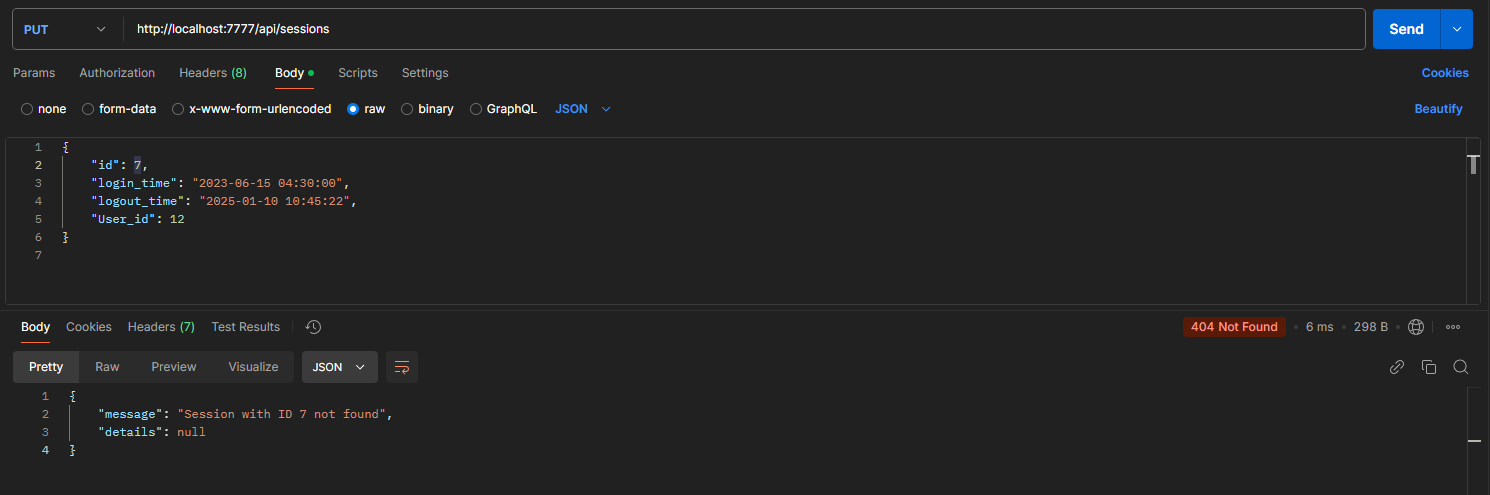 PUT http://localhost:7777/api/sessions Send
Params Authorization Headers (8) Body Scripts Settings Cookies
none form-data x-www-form-urlencoded raw binary GraphQL JSON Beautify
1 {
2 "id": 7,
3 "login_time": "2023-06-15 04:30:00",
4 "logout_time": "2025-01-10 10:45:22",
5 "User_id": 12
6 }
7
Body Cookies Headers (7) Test Results 404 Not Found 6 ms 298 B
Pretty Raw Preview Visualize JSON
1 {
2 "message": "Session with ID 7 not found",
3 "details": null
4 }